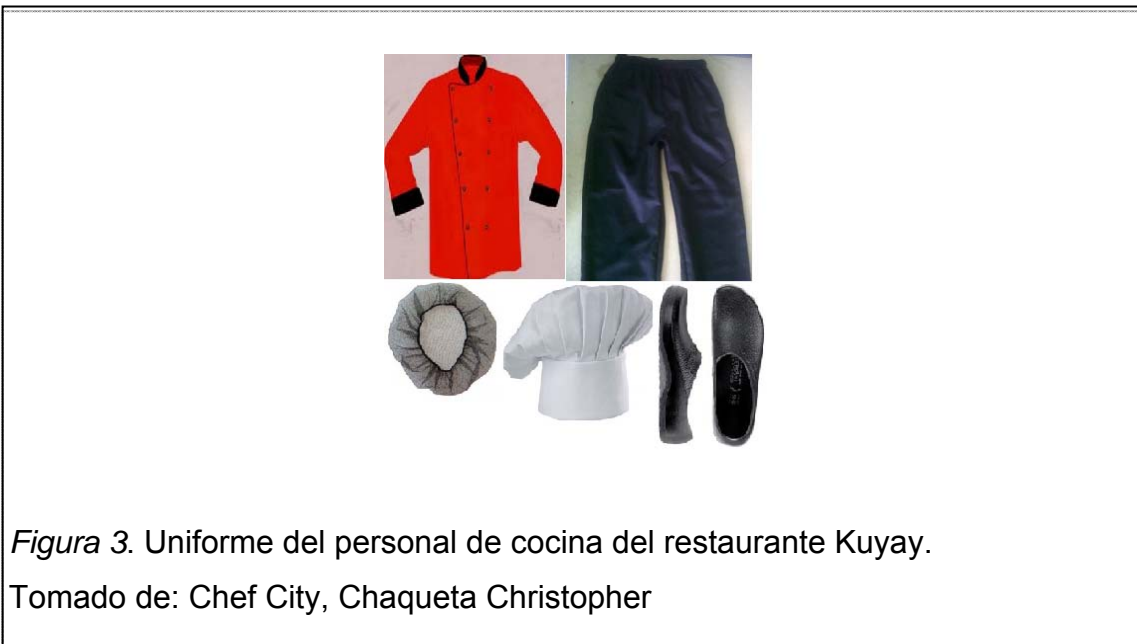 Figura 3. Uniforme del personal de cocina del restaurante Kuyay.
Tomado de: Chef City, Chaqueta Christopher